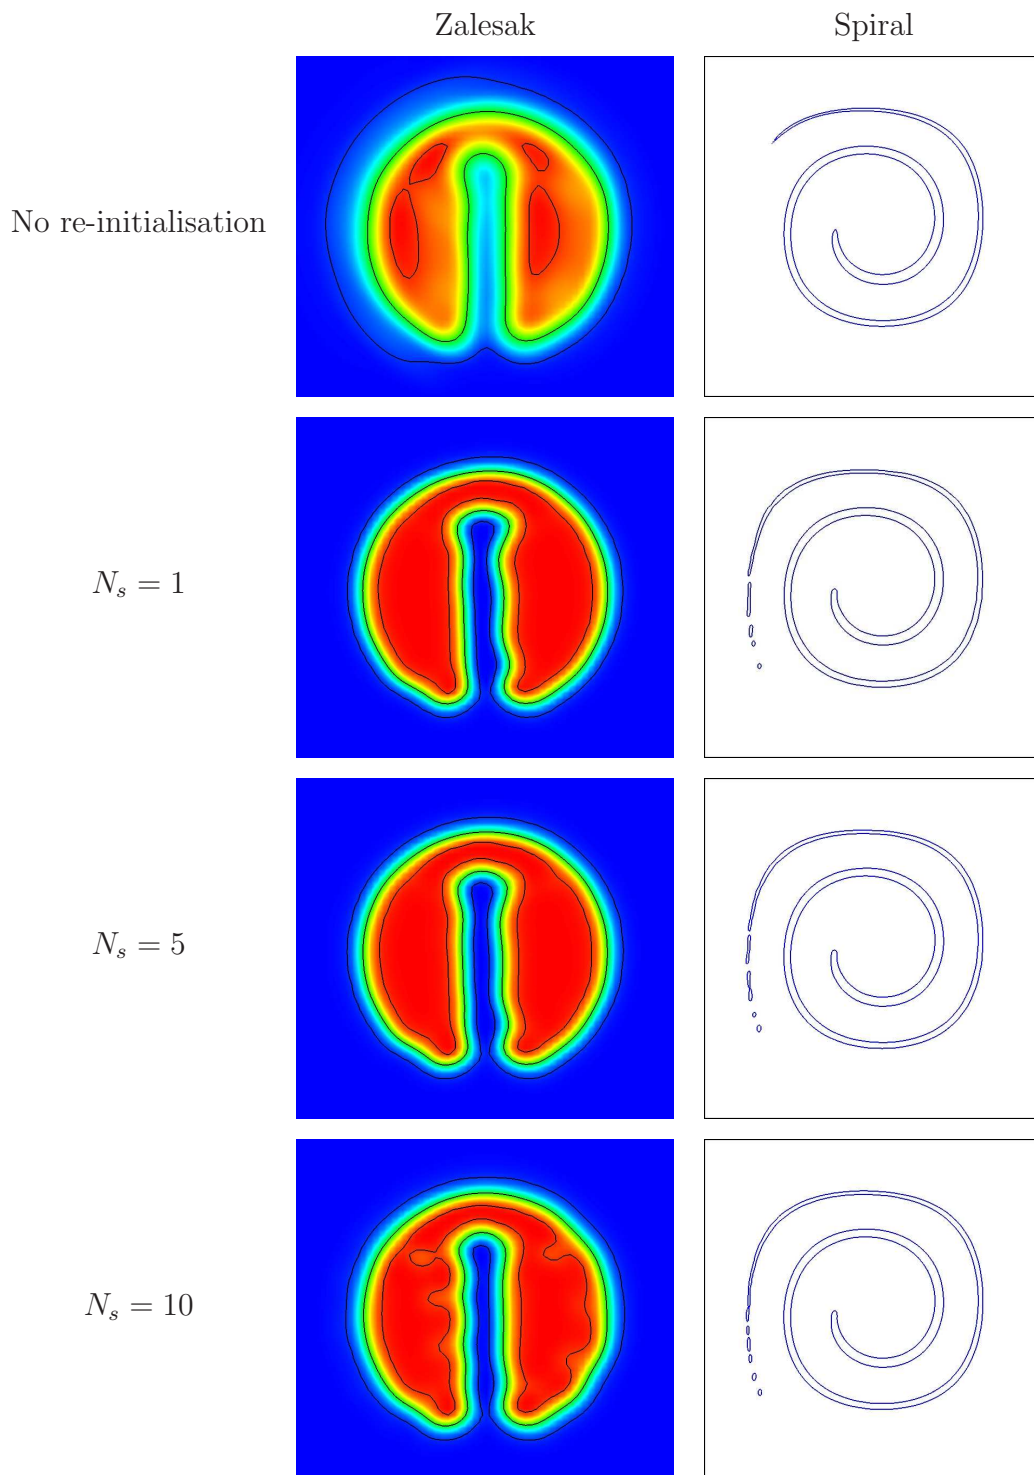 Zalesak Spiral
No re-initialisation
N_s = 1
N_s = 5
N_s = 10